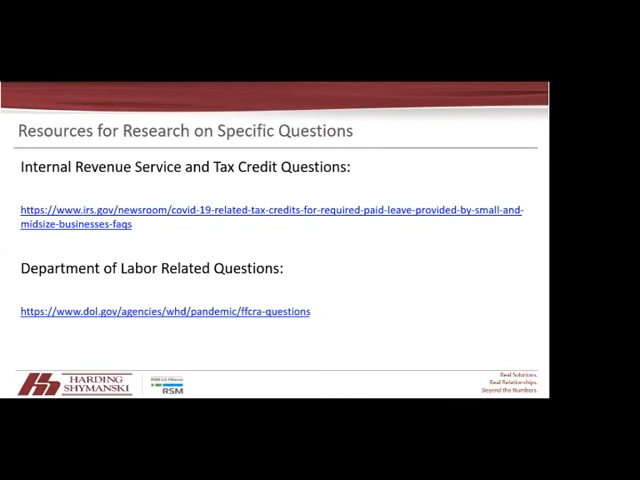 Resources for Research on Specific Questions
Internal Revenue Service and Tax Credit Questions:
https://www.irs.gov/newsroom/covid-19-related-tax-credits-for-required-paid-leave-provided-by-small-and-
midsize-businesses-faqs
Department of Labor Related Questions:
https://www.dol.gov/agencies/whd/pandemic/ffcra-questions
HARDING
SHYMANSKI
RSM US Alliance
RSM
Real Solutions.
Real Relationships.
Beyond the Numbers.